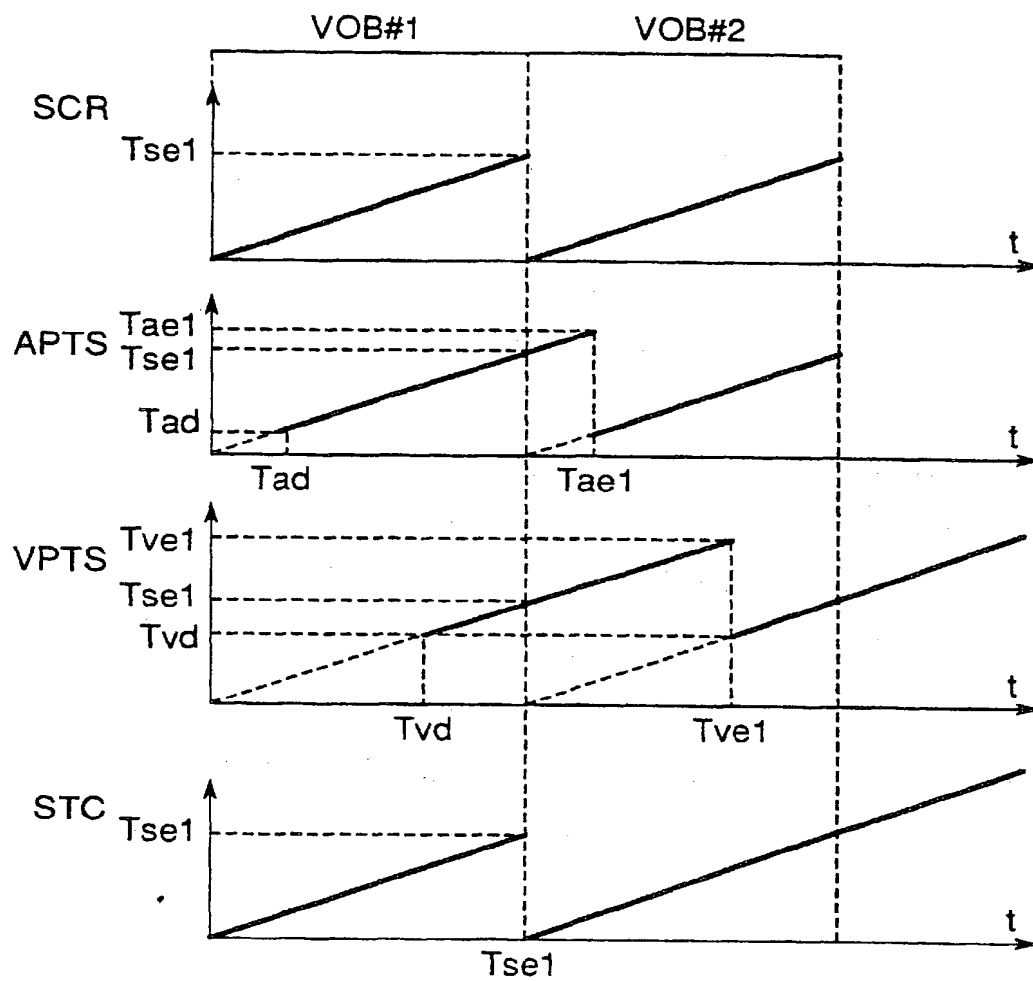 VOB#1 VOB#2
SCR
Tse1
t
APTS
Tae1
Tse1
Tad
t
Tad Tae1
VPTS
Tve1
Tse1
Tvd
t
Tvd Tve1
STC
Tse1
t
Tse1